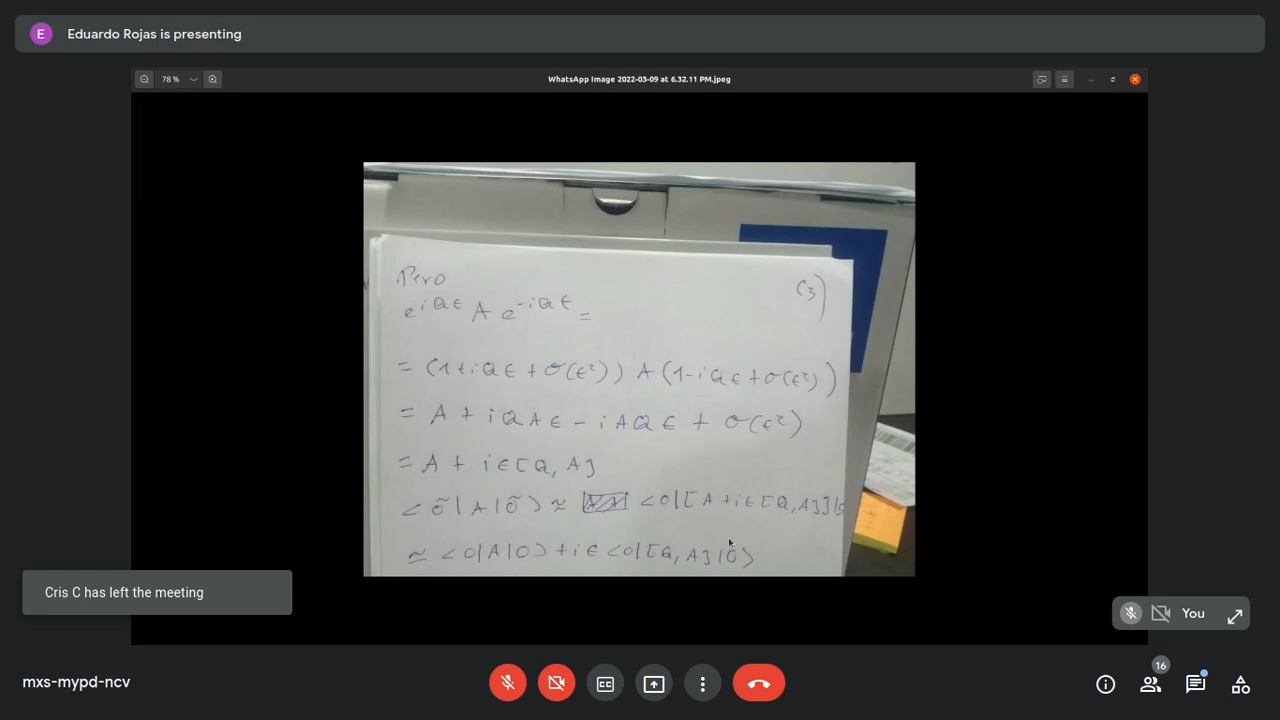 E Eduardo Rojas is presenting
78 % WhatsApp Image 2022-03-09 at 6.32.11 PM.jpeg
Pero (3)
e^{iQε} A e^{-iQε} =
= (1+iQε + O(ε²)) A (1-iQε+O(ε²))
= A + iQAε - iAQε + O(ε²)
= A + iε[Q, A]
<õ|A|õ> ≈ <0|[A+iε[Q,A]]|0
≃ <0|A|0> + iε<0|[Q, A]|0>
Cris C has left the meeting
You
mxs-mypd-ncv
CC
16